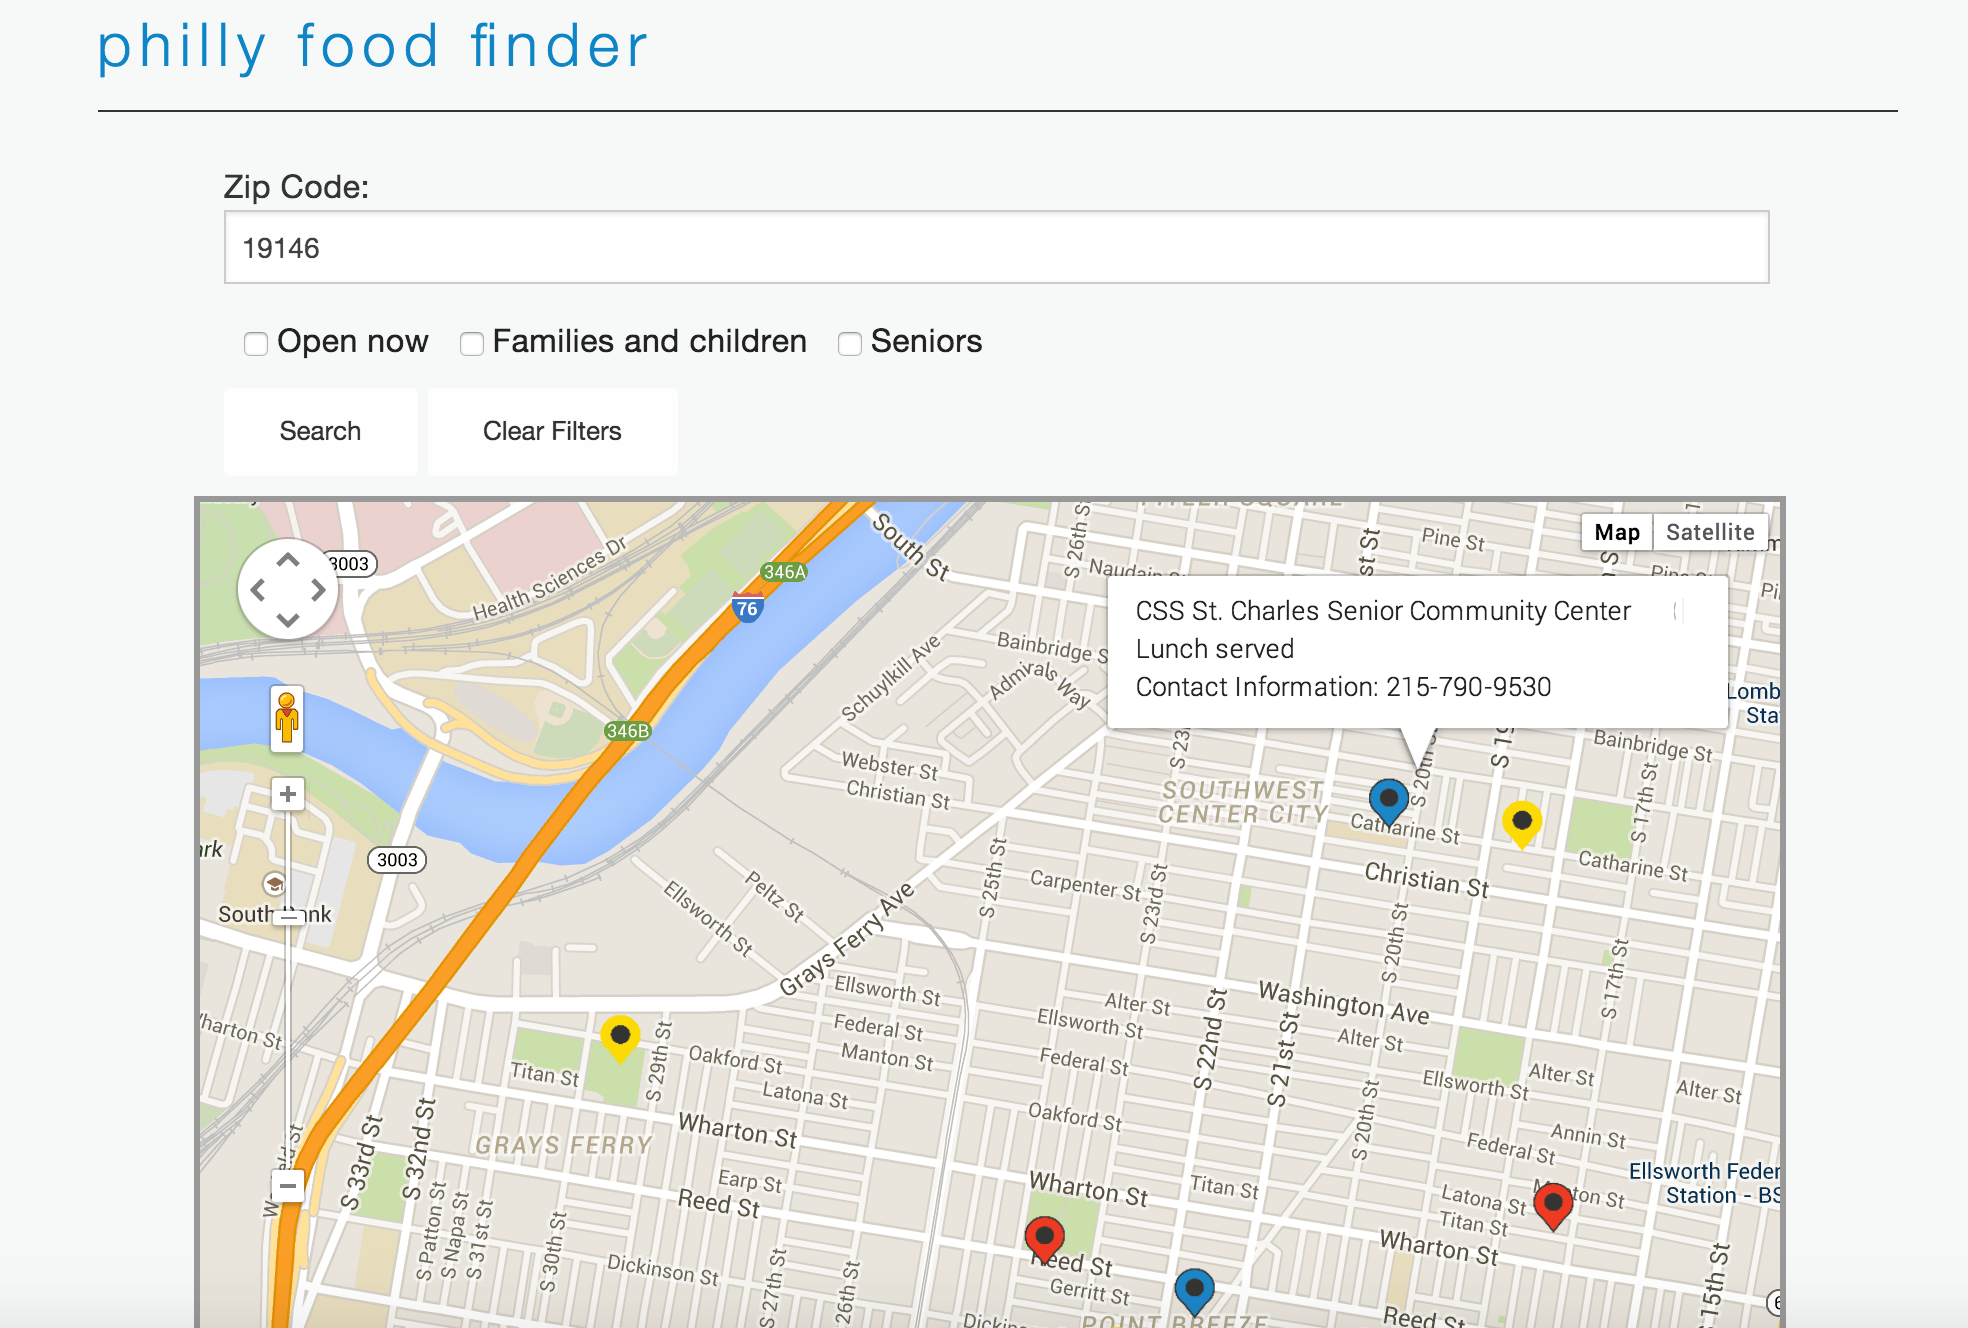 philly food finder
Zip Code:
19146
Open now
Families and children
Seniors
Search
Clear Filters
Map
Satellite
CSS St. Charles Senior Community Center
Lunch served
Contact Information: 215-790-9530
3003
Health Sciences Dr
346A
76
South St
S 26th S
Pine St
Bainbridge S
Admirals Way
Schuylkill Ave
346B
Lomb
Sta
Bainbridge St
Webster St
Christian St
S 23
SOUTHWEST
CENTER CITY
S 17th St
Catharine St
Catharine St
Christian St
ark
3003
South Bank
Ellsworth St
Peltz St
Grays Ferry Ave
S 25th St
Carpenter St
S 23rd St
S 20th St
S 17th St
Ellsworth St
Federal St
Manton St
Alter St
Ellsworth St
Federal St
S 22nd St
Washington Ave
Alter St
S 21st St
Wharton St
Titan St
S 29th St
Oakford St
Latona St
Oakford St
Ellsworth St
Alter St
Alter St
S 20th St
Annin St
Federal St
GRAYS FERRY
Wharton St
Earp St
Reed St
Wharton St
Titan St
Latona St
Titan St
Ellsworth Feder
Station - BS
S 33rd St
S 32nd St
S Patton St
S Napa St
S 31st St
S 30th St
Dickinson St
S 27th St
26th St
Reed St
Gerritt St
Wharton St
S 15th St
POINT BREEZE
Reed St